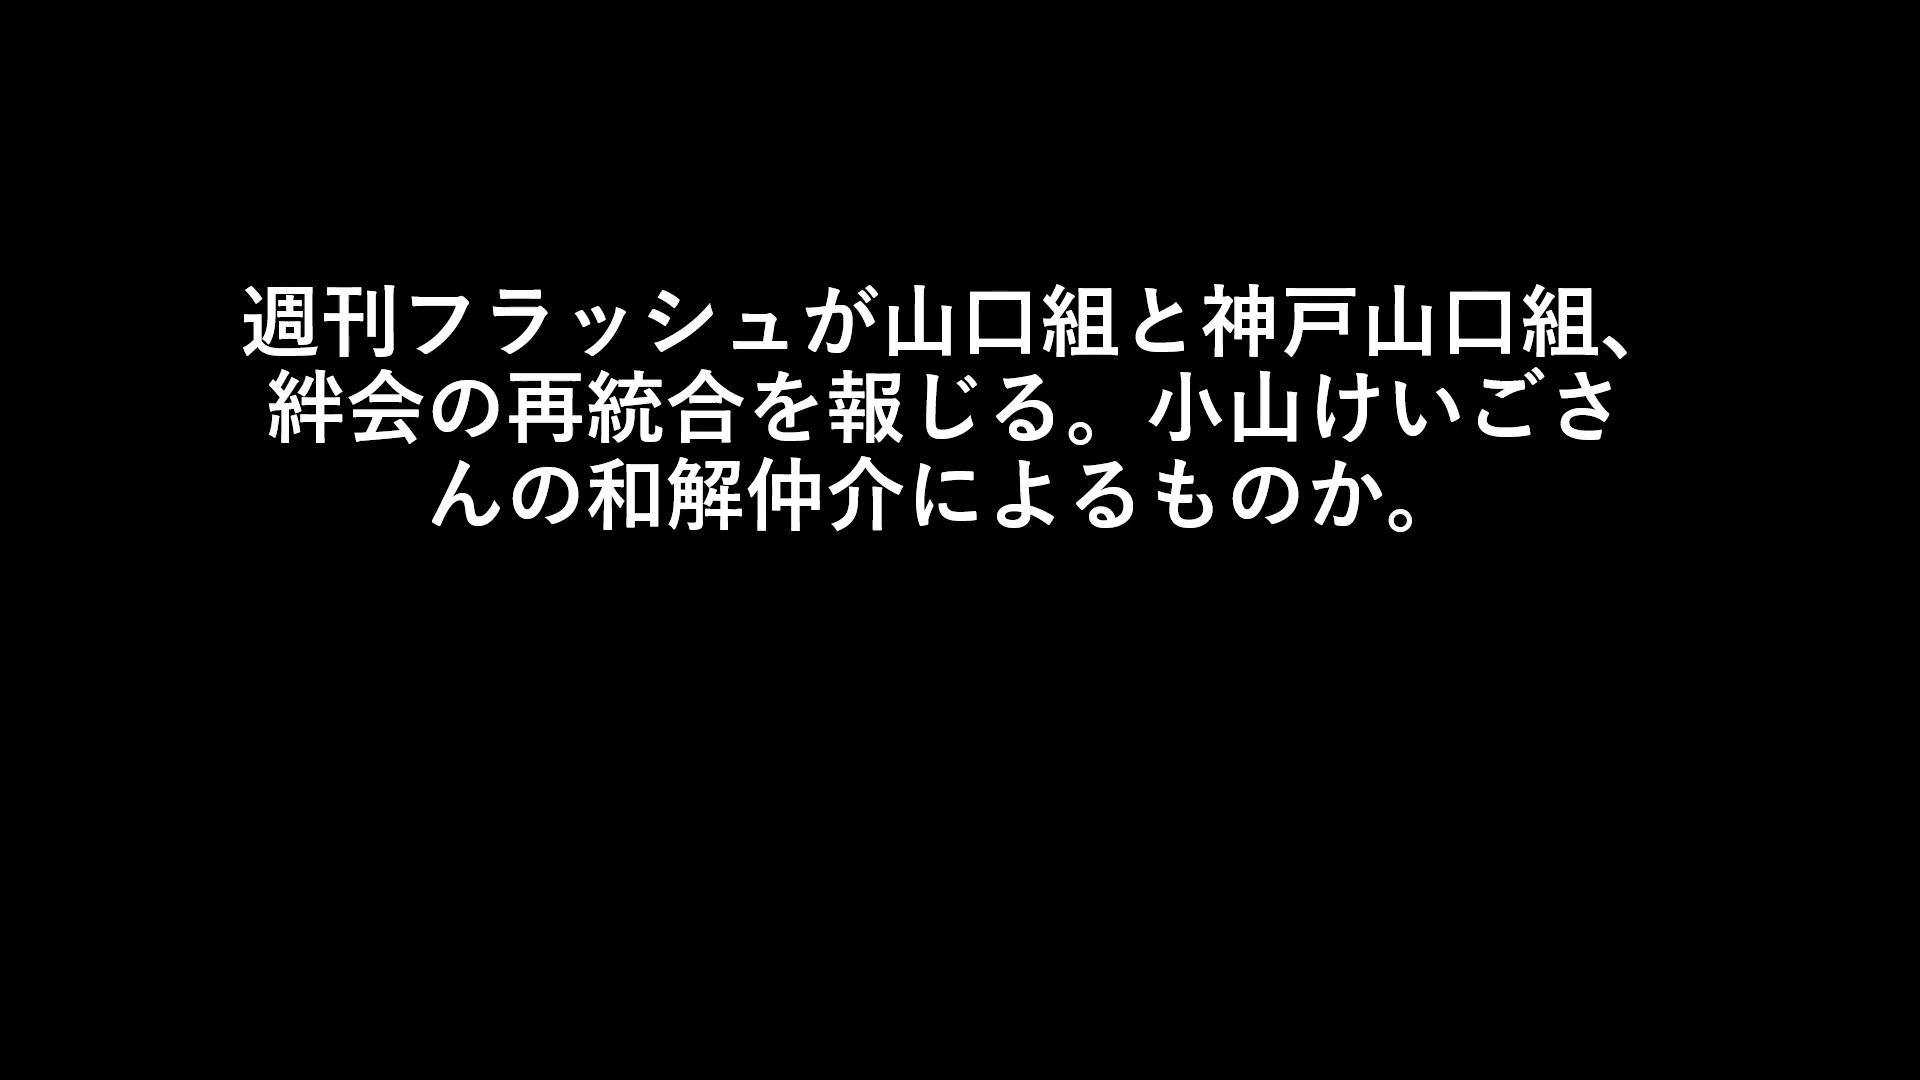 週刊フラッシュが山口組と神戸山口組、
絆会の再統合を報じる。小山けいごさ
んの和解仲介によるものか。